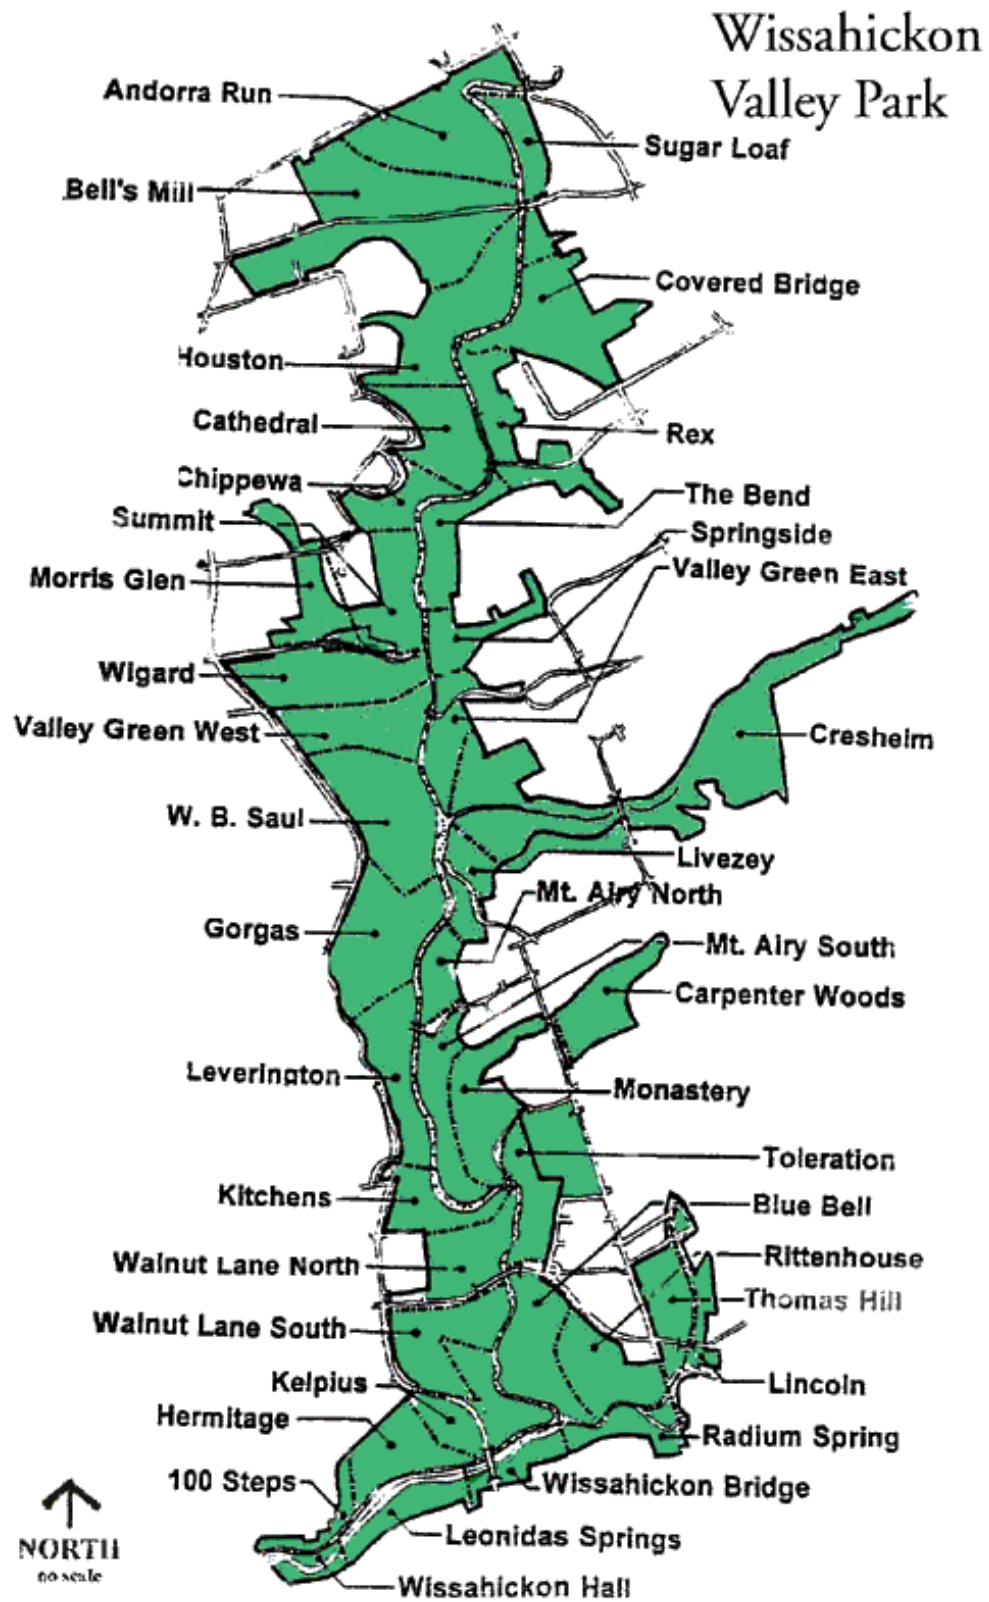 Wissahickon
Valley Park
Andorra Run
Sugar Loaf
Bell's Mill
Covered Bridge
Houston
Cathedral
Rex
Chippewa
The Bend
Summit
Springside
Morris Glen
Valley Green East
Wigard
Valley Green West
Cresheim
W. B. Saul
Livezey
Mt. Airy North
Gorgas
Mt. Airy South
Carpenter Woods
Leverington
Monastery
Toleration
Kitchens
Blue Bell
Walnut Lane North
Rittenhouse
Thomas Hill
Walnut Lane South
Kelpius
Lincoln
Hermitage
Radium Spring
100 Steps
Wissahickon Bridge
Leonidas Springs
NORTH
no scale
Wissahickon Hall